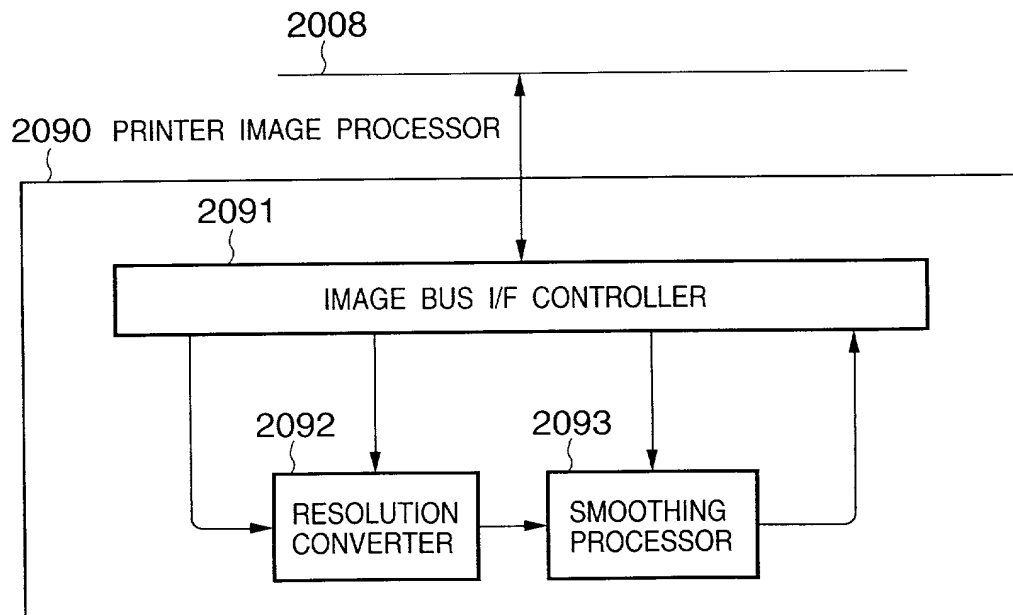 2008
2090 PRINTER IMAGE PROCESSOR
2091
IMAGE BUS I/F CONTROLLER
2092
RESOLUTION
CONVERTER
2093
SMOOTHING
PROCESSOR